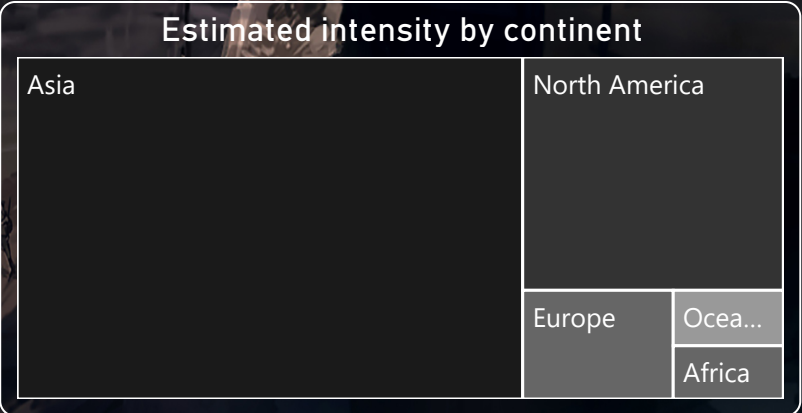 Estimated intensity by continent
Asia
North America
Europe
Ocea...
Africa